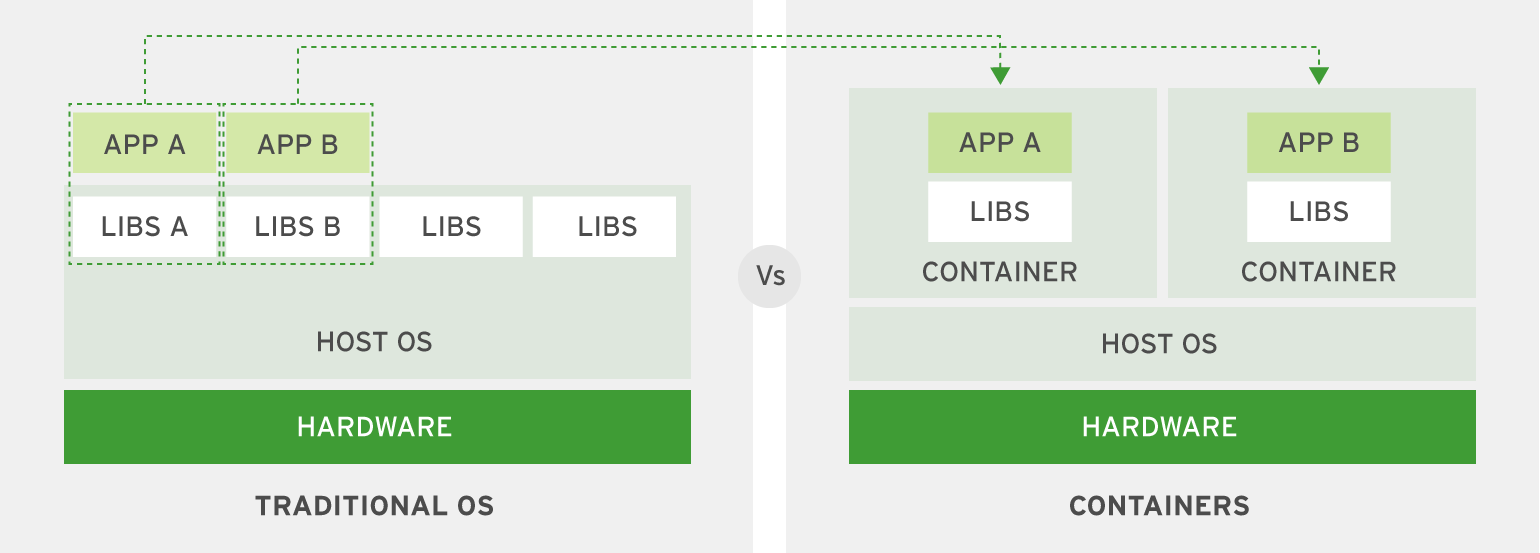 APP A
APP B
LIBS A
LIBS B
LIBS
LIBS
HOST OS
HARDWARE
TRADITIONAL OS
Vs
APP A
LIBS
CONTAINER
APP B
LIBS
CONTAINER
HOST OS
HARDWARE
CONTAINERS